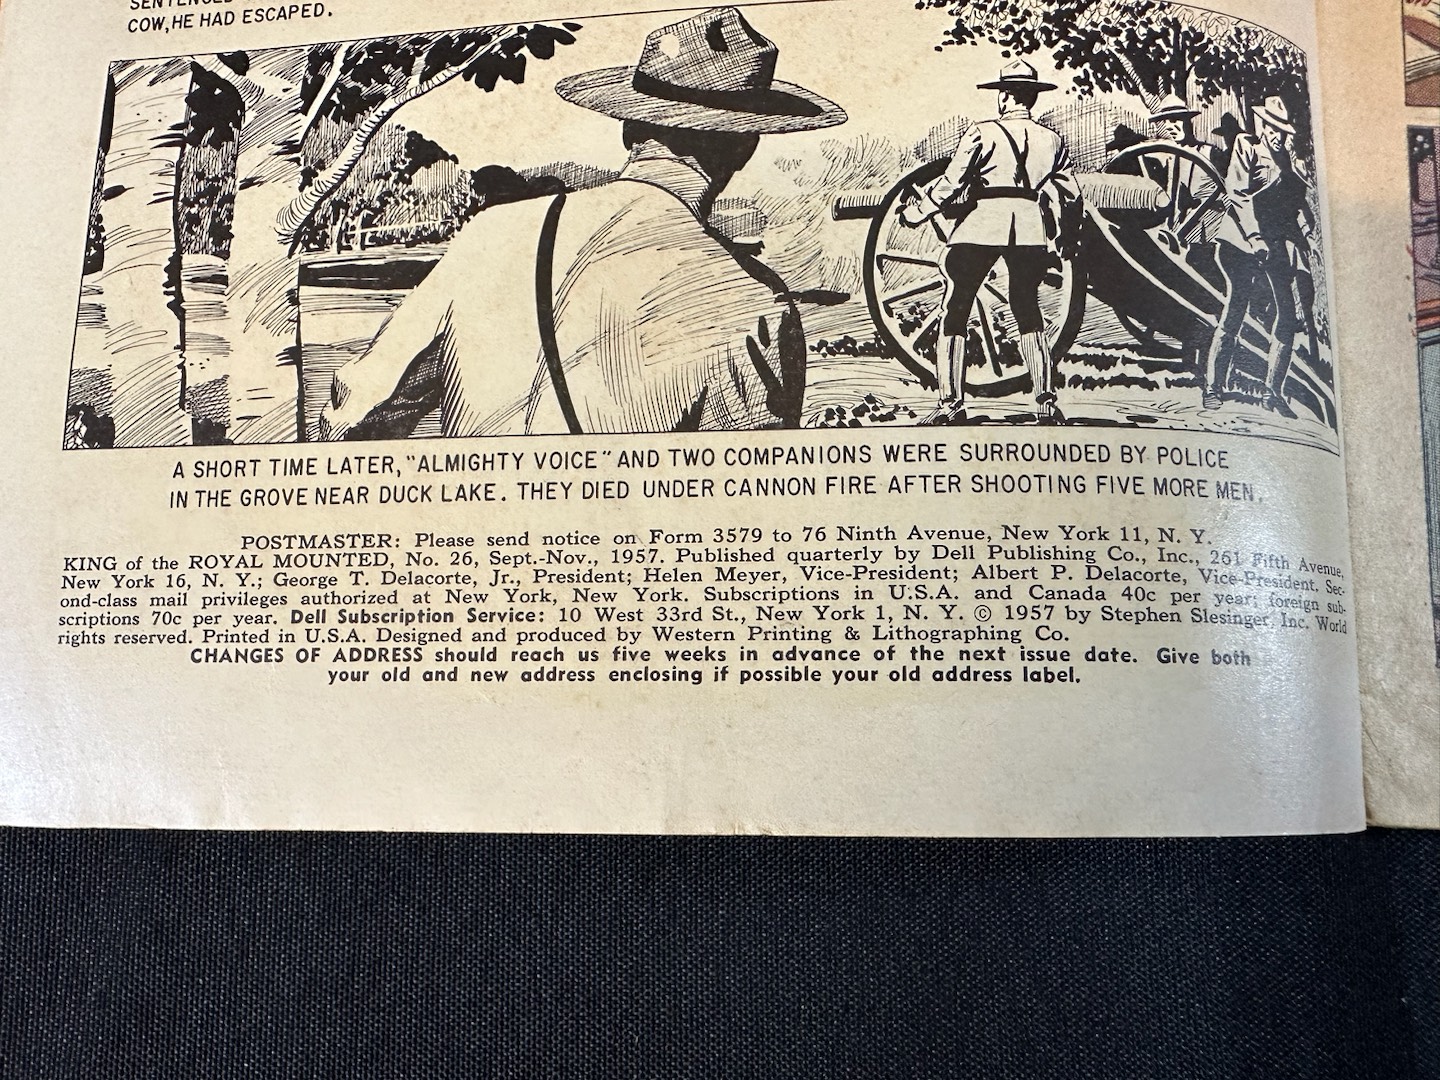 SENTENCED
COW, HE HAD ESCAPED.
A SHORT TIME LATER, "ALMIGHTY VOICE" AND TWO COMPANIONS WERE SURROUNDED BY POLICE
IN THE GROVE NEAR DUCK LAKE. THEY DIED UNDER CANNON FIRE AFTER SHOOTING FIVE MORE MEN.
POSTMASTER: Please send notice on Form 3579 to 76 Ninth Avenue, New York 11, N. Y.
KING of the ROYAL MOUNTED, No. 26, Sept.-Nov., 1957. Published quarterly by Dell Publishing Co., Inc., 261 Fifth Avenue,
New York 16, N. Y.; George T. Delacorte, Jr., President; Helen Meyer, Vice-President; Albert P. Delacorte, Vice-President. Sec-
ond-class mail privileges authorized at New York, New York. Subscriptions in U.S.A. and Canada 40c per year; foreign sub-
scriptions 70c per year. Dell Subscription Service: 10 West 33rd St., New York 1, N. Y. © 1957 by Stephen Slesinger, Inc. World
rights reserved. Printed in U.S.A. Designed and produced by Western Printing & Lithographing Co.
CHANGES OF ADDRESS should reach us five weeks in advance of the next issue date. Give both
your old and new address enclosing if possible your old address label.